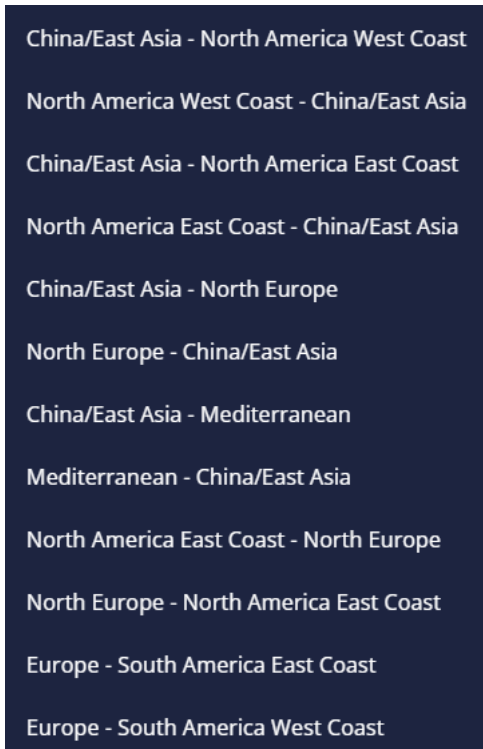 China/East Asia - North America West Coast
North America West Coast - China/East Asia
China/East Asia - North America East Coast
North America East Coast - China/East Asia
China/East Asia - North Europe
North Europe - China/East Asia
China/East Asia - Mediterranean
Mediterranean - China/East Asia
North America East Coast - North Europe
North Europe - North America East Coast
Europe - South America East Coast
Europe - South America West Coast